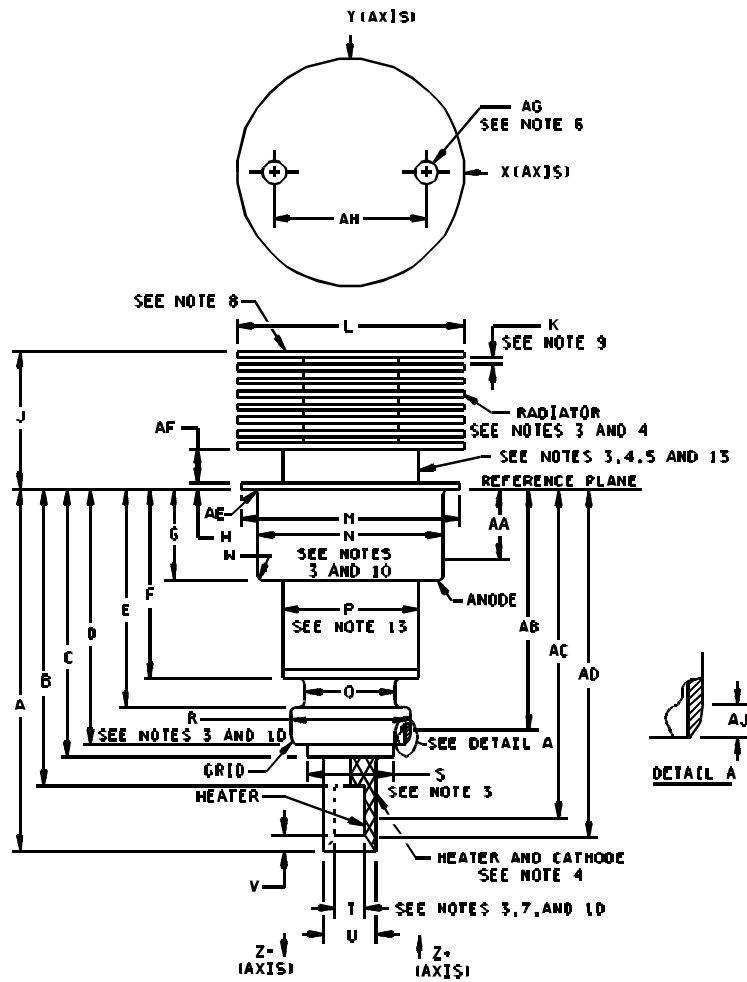 Y(AXIS)
AG
SEE NOTE 6
X(AXIS)
AH
SEE NOTE 8
L
K
SEE NOTE 9
J
RADIATOR
SEE NOTES 3 AND 4
AF
SEE NOTES 3,4,5 AND 13
REFERENCE PLANE
AE
M
AA
H
N
G
W
SEE NOTES
3 AND 10
F
ANODE
E
P
SEE NOTE 13
AB
D
AC
C
AD
B
Q
A
R
SEE NOTES 3 AND 10
SEE DETAIL A
AJ
GRID
S
DETAIL A
SEE NOTE 3
HEATER
HEATER AND CATHODE
SEE NOTE 4
V
T
SEE NOTES 3,7,AND 10
U
Z-
(AXIS)
Z+
(AXIS)